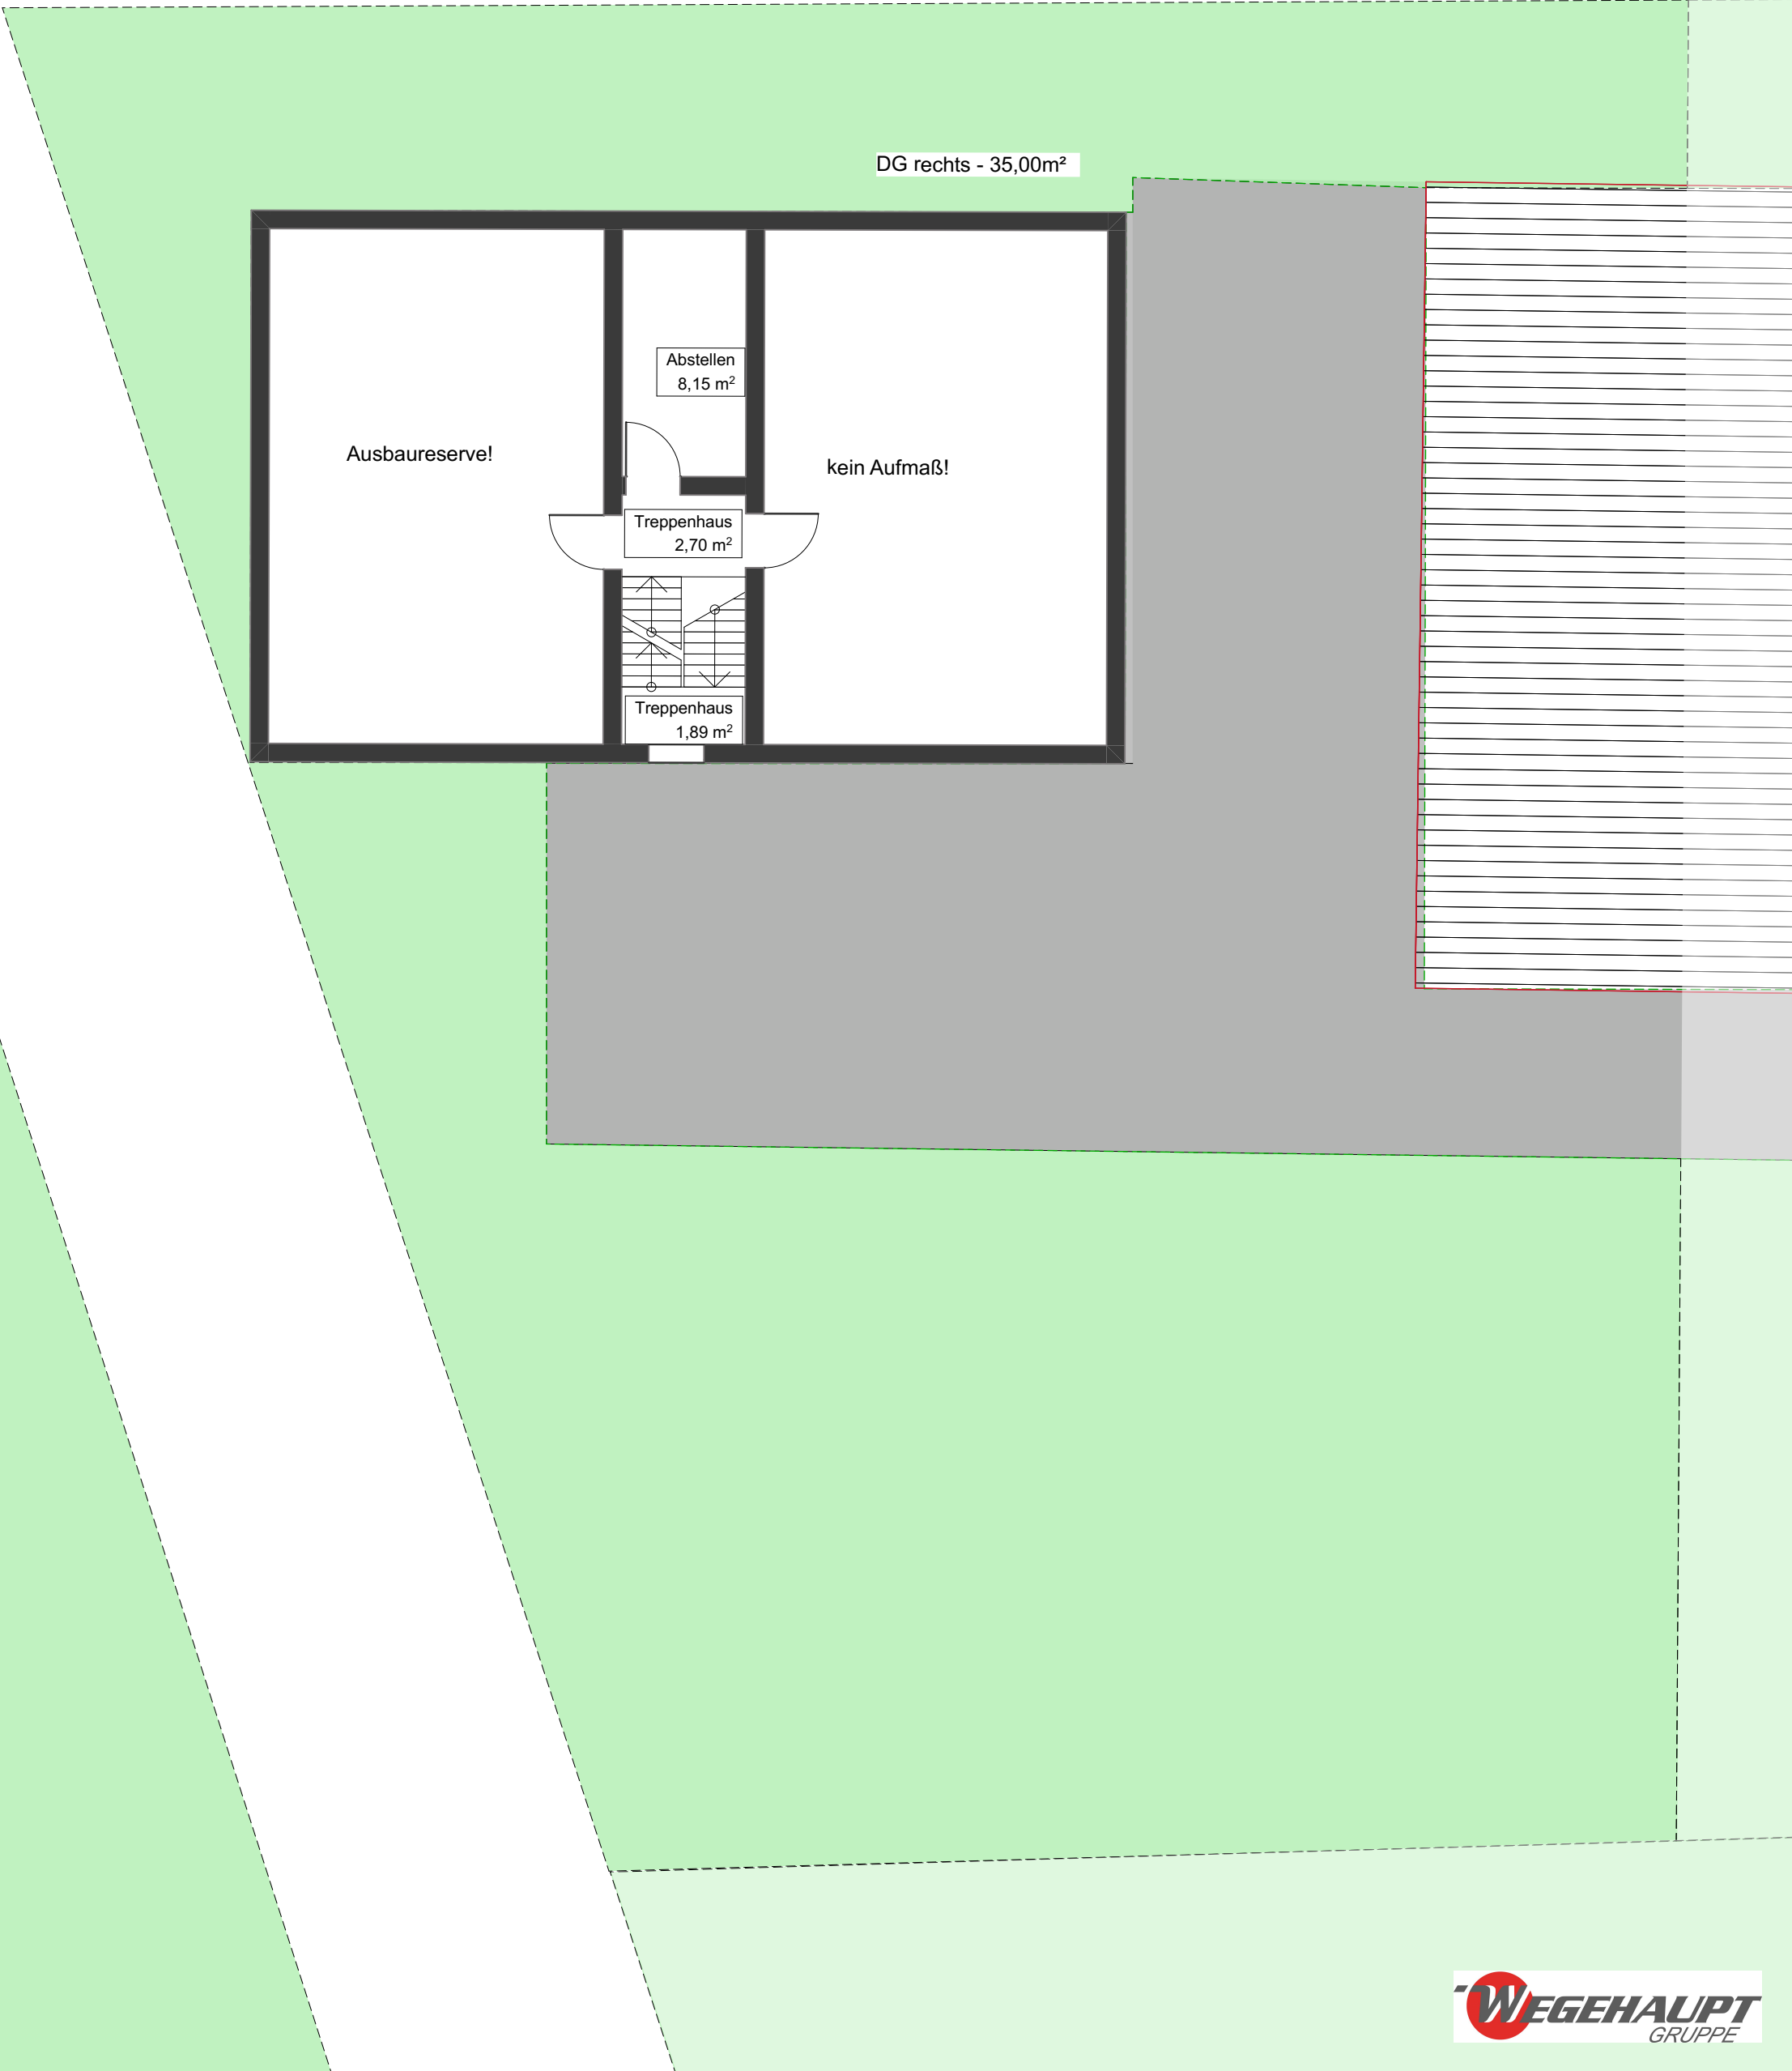 DG rechts - 35,00m²
Abstellen
8,15 m²
Ausbaureserve!
kein Aufmaß!
Treppenhaus
2,70 m²
Treppenhaus
1,89 m²
WEGEHAUPT
GRUPPE